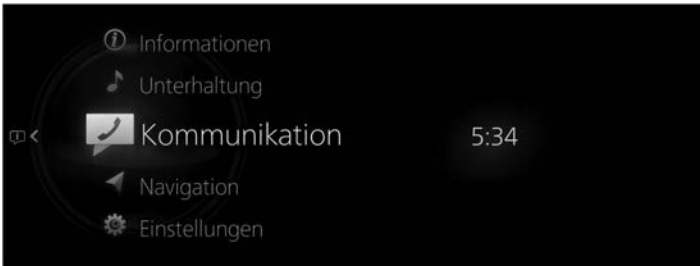 Informationen
Unterhaltung
Kommunikation 5:34
Navigation
Einstellungen